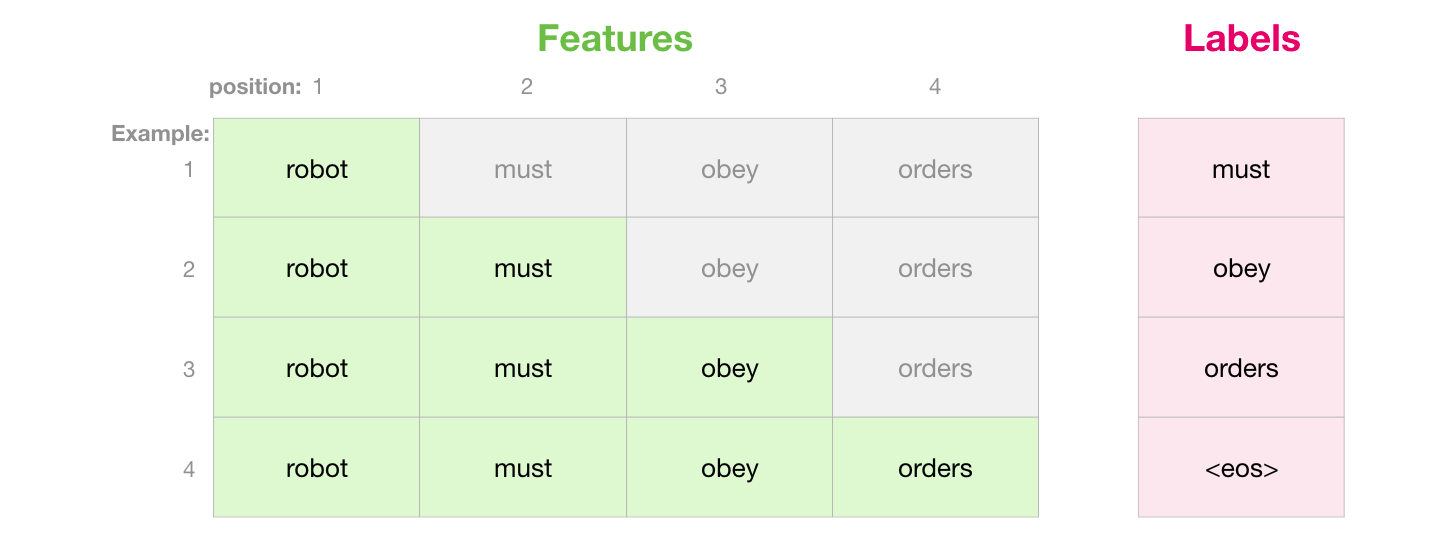 Features Labels
position: 1 2 3 4
Example:
1 robot must obey orders must
2 robot must obey orders obey
3 robot must obey orders orders
4 robot must obey orders <eos>